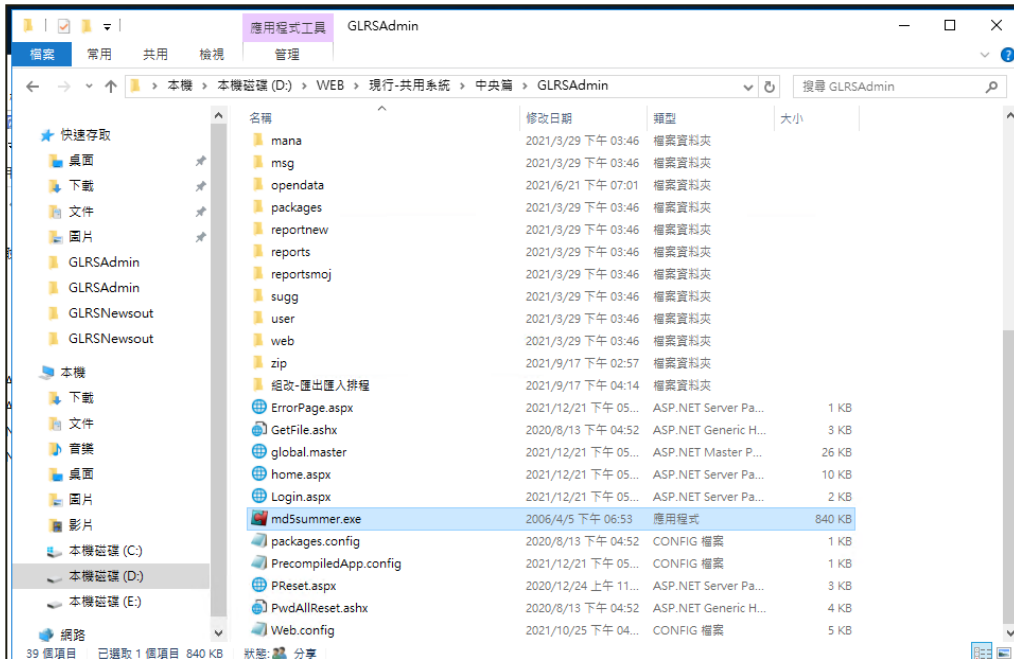 應用程式工具 GLRSAdmin
檔案 常用 共用 檢視 管理
本機 > 本機磁碟 (D:) > WEB > 現行-共用系統 > 中央篇 > GLRSAdmin 搜尋 GLRSAdmin
名稱 修改日期 類型 大小
快速存取
桌面
下載
文件
圖片
GLRSAdmin
GLRSAdmin
GLRSNewsout
GLRSNewsout
本機
下載
文件
音樂
桌面
圖片
影片
本機磁碟 (C:)
本機磁碟 (D:)
本機磁碟 (E:)
網路
mana 2021/3/29 下午 03:46 檔案資料夾
msg 2021/3/29 下午 03:46 檔案資料夾
opendata 2021/6/21 下午 07:01 檔案資料夾
packages 2021/3/29 下午 03:46 檔案資料夾
reportnew 2021/3/29 下午 03:46 檔案資料夾
reports 2021/3/29 下午 03:46 檔案資料夾
reportsmoj 2021/3/29 下午 03:46 檔案資料夾
sugg 2021/3/29 下午 03:46 檔案資料夾
user 2021/3/29 下午 03:46 檔案資料夾
web 2021/3/29 下午 03:46 檔案資料夾
zip 2021/9/17 下午 02:57 檔案資料夾
組改-匯出匯入排程 2021/9/17 下午 04:14 檔案資料夾
ErrorPage.aspx 2021/12/21 下午 05... ASP.NET Server Pa... 1 KB
GetFile.ashx 2020/8/13 下午 04:52 ASP.NET Generic H... 3 KB
global.master 2021/12/21 下午 05... ASP.NET Master P... 26 KB
home.aspx 2021/12/21 下午 05... ASP.NET Server Pa... 10 KB
Login.aspx 2021/12/21 下午 05... ASP.NET Server Pa... 2 KB
md5summer.exe 2006/4/5 下午 06:53 應用程式 840 KB
packages.config 2020/8/13 下午 04:52 CONFIG 檔案 1 KB
PrecompiledApp.config 2021/12/21 下午 05... CONFIG 檔案 1 KB
PReset.aspx 2020/12/24 上午 11... ASP.NET Server Pa... 3 KB
PwdAllReset.ashx 2020/8/13 下午 04:52 ASP.NET Generic H... 4 KB
Web.config 2021/10/25 下午 04... CONFIG 檔案 5 KB
39 個項目 已選取 1 個項目 840 KB 狀態: 分享